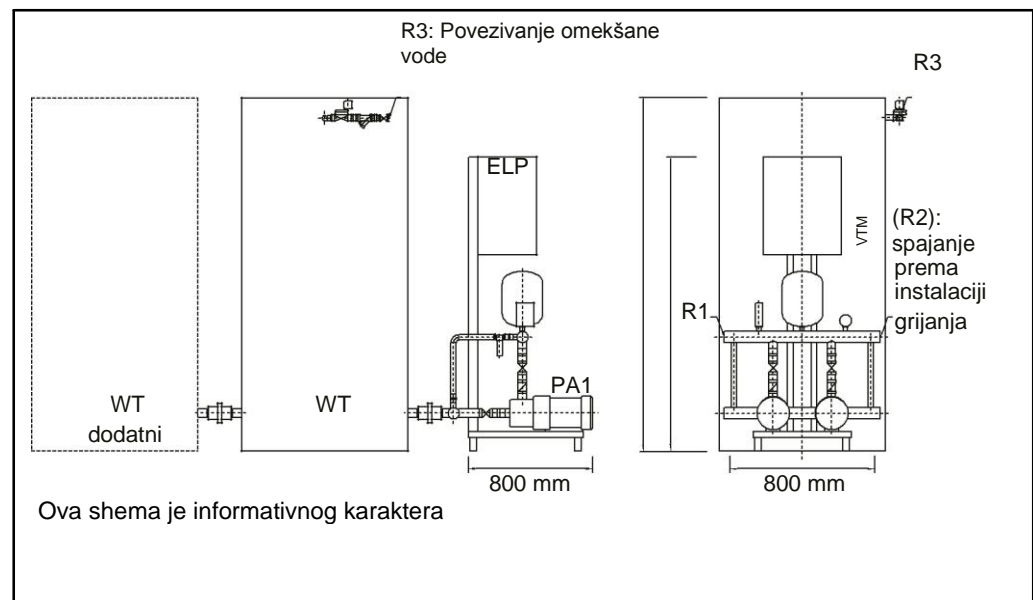 R3: Povezivanje omekšane
vode
R3
ELP
VTM
(R2):
spajanje
prema
instalaciji
grijanja
R1
PA1
WT
dodatni
WT
800 mm
800 mm
Ova shema je informativnog karaktera